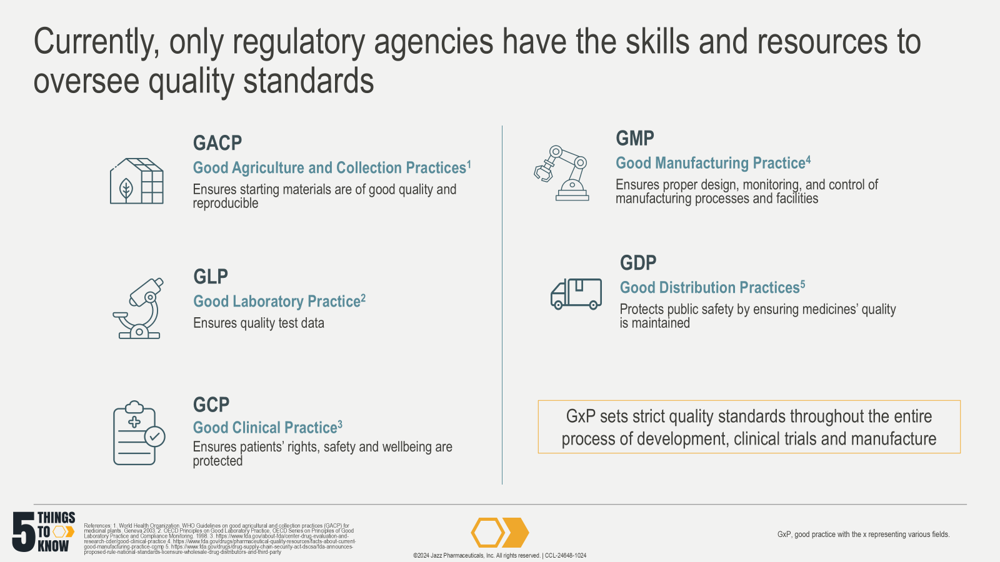 Currently, only regulatory agencies have the skills and resources to
oversee quality standards
GACP
Good Agriculture and Collection Practices1
Ensures starting materials are of good quality and
reproducible
GLP
Good Laboratory Practice2
Ensures quality test data
GCP
Good Clinical Practice3
Ensures patients’ rights, safety and wellbeing are
protected
GMP
Good Manufacturing Practice4
Ensures proper design, monitoring, and control of
manufacturing processes and facilities
GDP
Good Distribution Practices5
Protects public safety by ensuring medicines’ quality
is maintained
GxP sets strict quality standards throughout the entire
process of development, clinical trials and manufacture
5 THINGS
TO
KNOW
References: 1. World Health Organization. WHO Guidelines on good agricultural and collection practices (GACP) for
medicinal plants. Geneva 2003. 2. OECD Principles on Good Laboratory Practice, OECD Series on Principles of Good
Laboratory Practice and Compliance Monitoring. 1998. 3. https://www.fda.gov/about-fda/center-drug-evaluation-and-
research-cder/good-clinical-practice 4. https://www.fda.gov/drugs/pharmaceutical-quality-resources/facts-about-current-
good-manufacturing-practice-cgmp 5. https://www.fda.gov/drugs/drug-supply-chain-security-act-dscsa/fda-announces-
proposed-rule-national-standards-licensure-wholesale-drug-distributors-and-third-party
©2024 Jazz Pharmaceuticals, Inc. All rights reserved. | CCL-24648-1024
GxP, good practice with the x representing various fields.